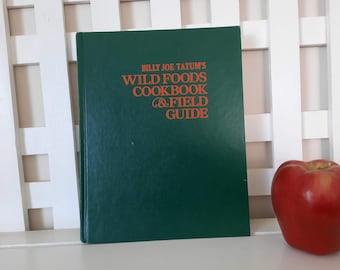 BILLY JOE TATUM'S
WILD FOODS
COOKBOOK
&FIELD
GUIDE